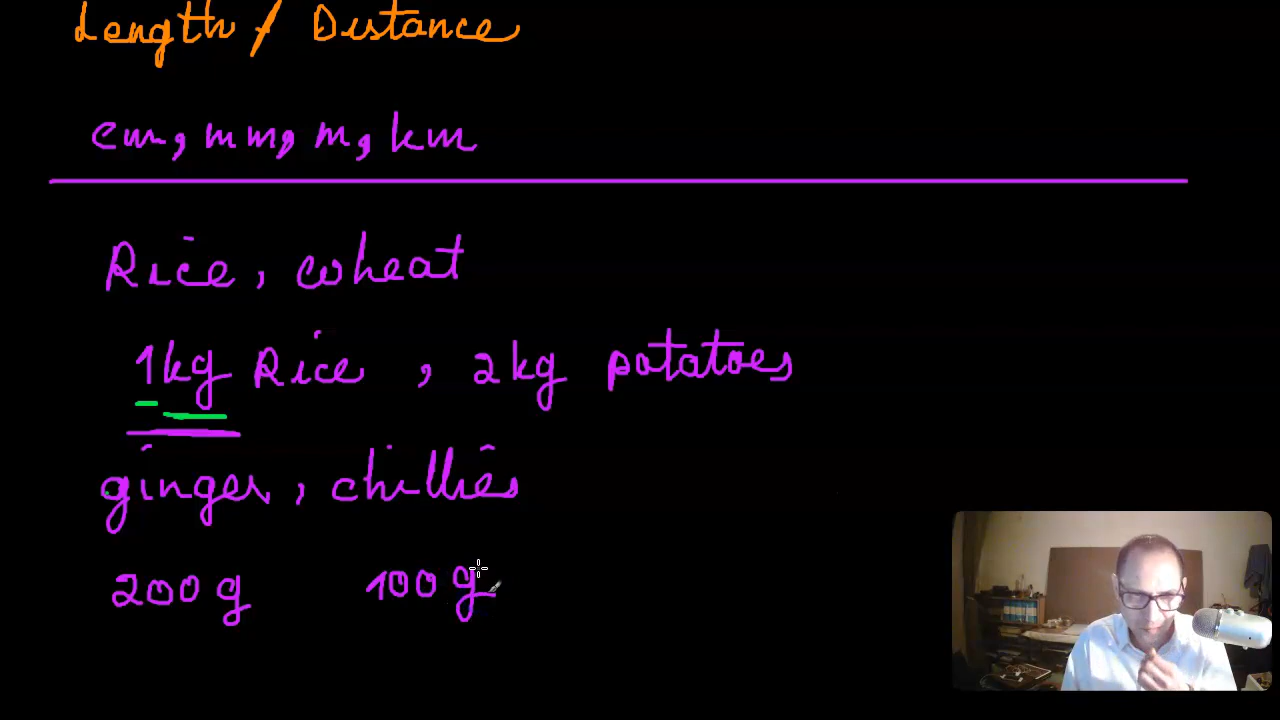 Length / Distance
cm, mm, m, km
Rice, wheat
1kg Rice, 2kg potatoes
ginger, chillies
200 g 100 g